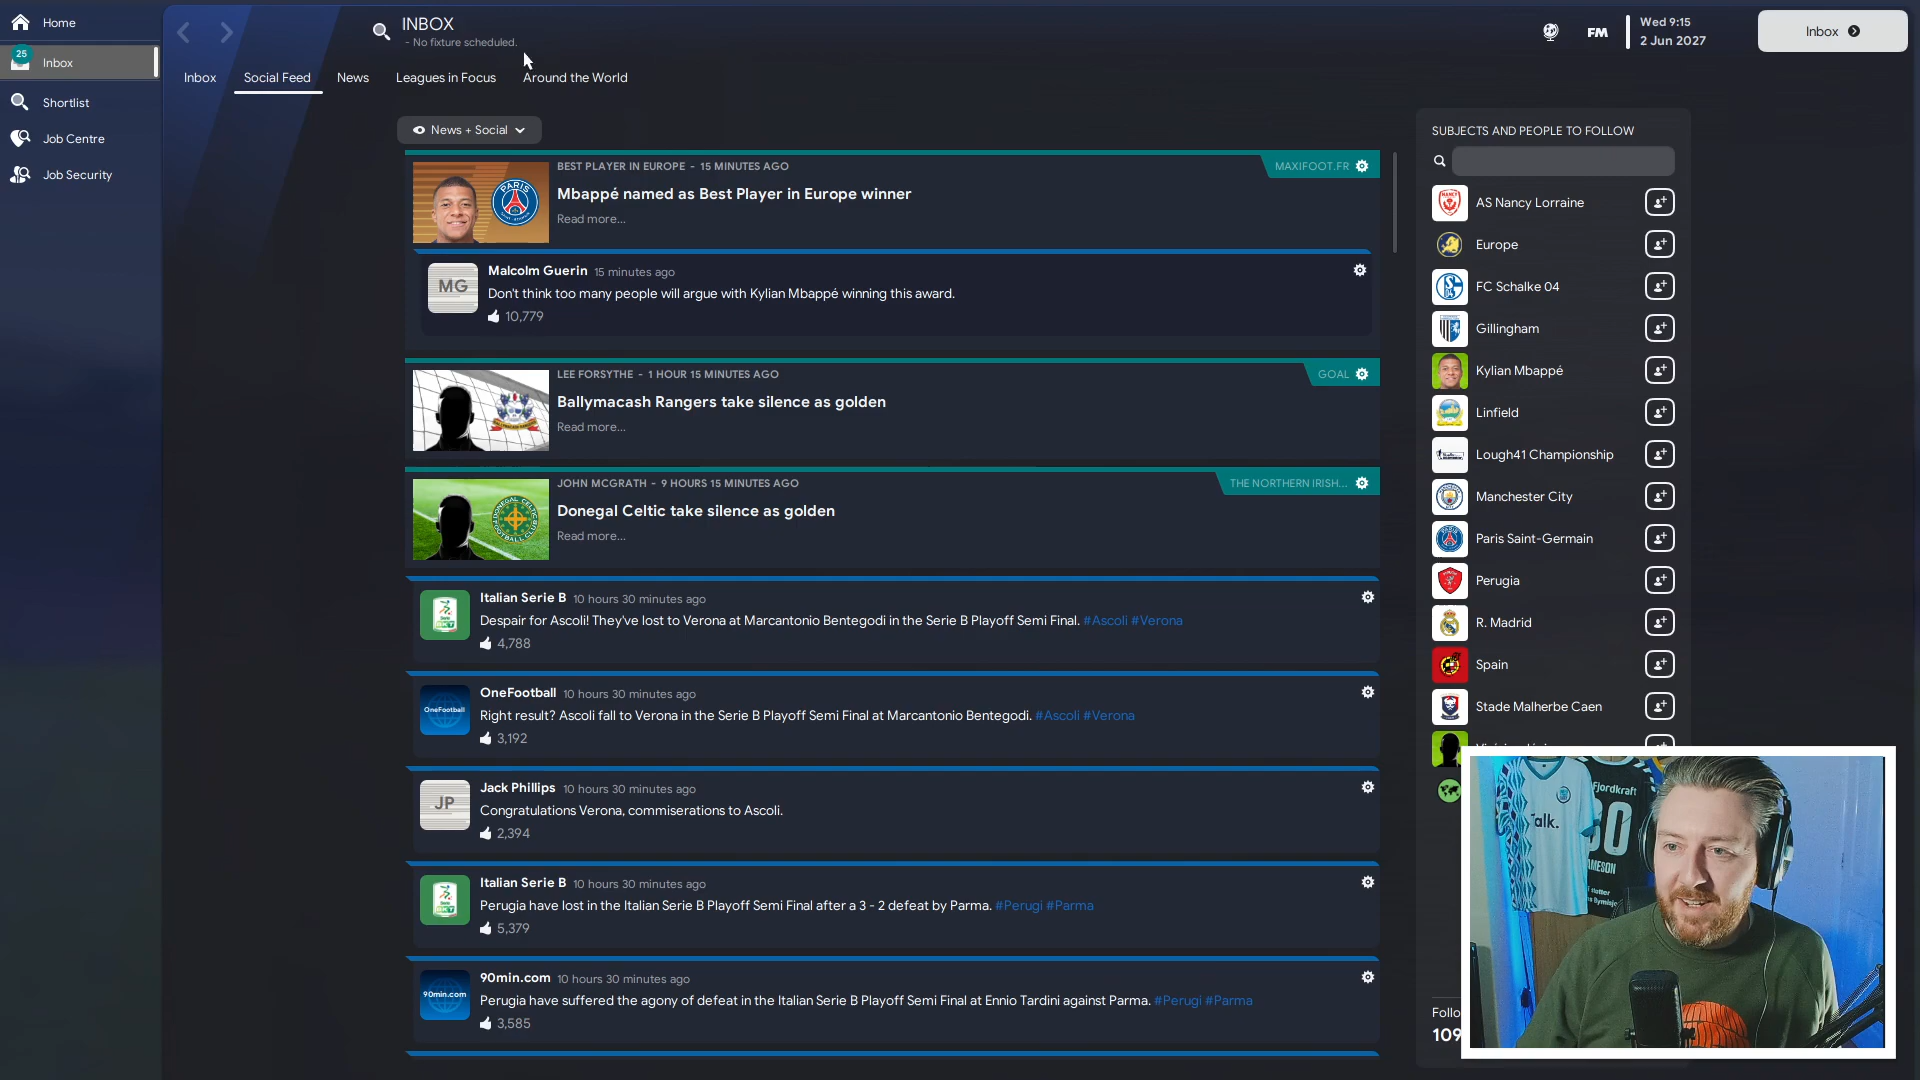 Home
25
Inbox
Shortlist
Job Centre
Job Security
INBOX
- No fixture scheduled.
FM
Wed 9:15
2 Jun 2027
Inbox
Inbox
Social Feed
News
Leagues in Focus
Around the World
News + Social
BEST PLAYER IN EUROPE - 15 MINUTES AGO
MAXIFOOT.FR
Mbappé named as Best Player in Europe winner
Read more...
PARIS
MG
Malcolm Guerin 15 minutes ago
Don't think too many people will argue with Kylian Mbappé winning this award.
10,779
LEE FORSYTHE - 1 HOUR 15 MINUTES AGO
GOAL
Ballymacash Rangers take silence as golden
Read more...
JOHN MCGRATH - 9 HOURS 15 MINUTES AGO
THE NORTHERN IRISH...
Donegal Celtic take silence as golden
Read more...
Italian Serie B 10 hours 30 minutes ago
Despair for Ascoli! They've lost to Verona at Marcantonio Bentegodi in the Serie B Playoff Semi Final. #Ascoli #Verona
4,788
OneFootball
OneFootball 10 hours 30 minutes ago
Right result? Ascoli fall to Verona in the Serie B Playoff Semi Final at Marcantonio Bentegodi. #Ascoli #Verona
3,192
JP
Jack Phillips 10 hours 30 minutes ago
Congratulations Verona, commiserations to Ascoli.
2,394
Italian Serie B 10 hours 30 minutes ago
Perugia have lost in the Italian Serie B Playoff Semi Final after a 3 - 2 defeat by Parma. #Perugi #Parma
5,379
90min.com
90min.com 10 hours 30 minutes ago
Perugia have suffered the agony of defeat in the Italian Serie B Playoff Semi Final at Ennio Tardini against Parma. #Perugi #Parma
3,585
SUBJECTS AND PEOPLE TO FOLLOW
AS Nancy Lorraine
Europe
FC Schalke 04
Gillingham
Kylian Mbappé
Linfield
Lough41 Championship
Manchester City
Paris Saint-Germain
Perugia
R. Madrid
Spain
Stade Malherbe Caen
Follo
109
Talk.
Fjordkraft
JAMESON